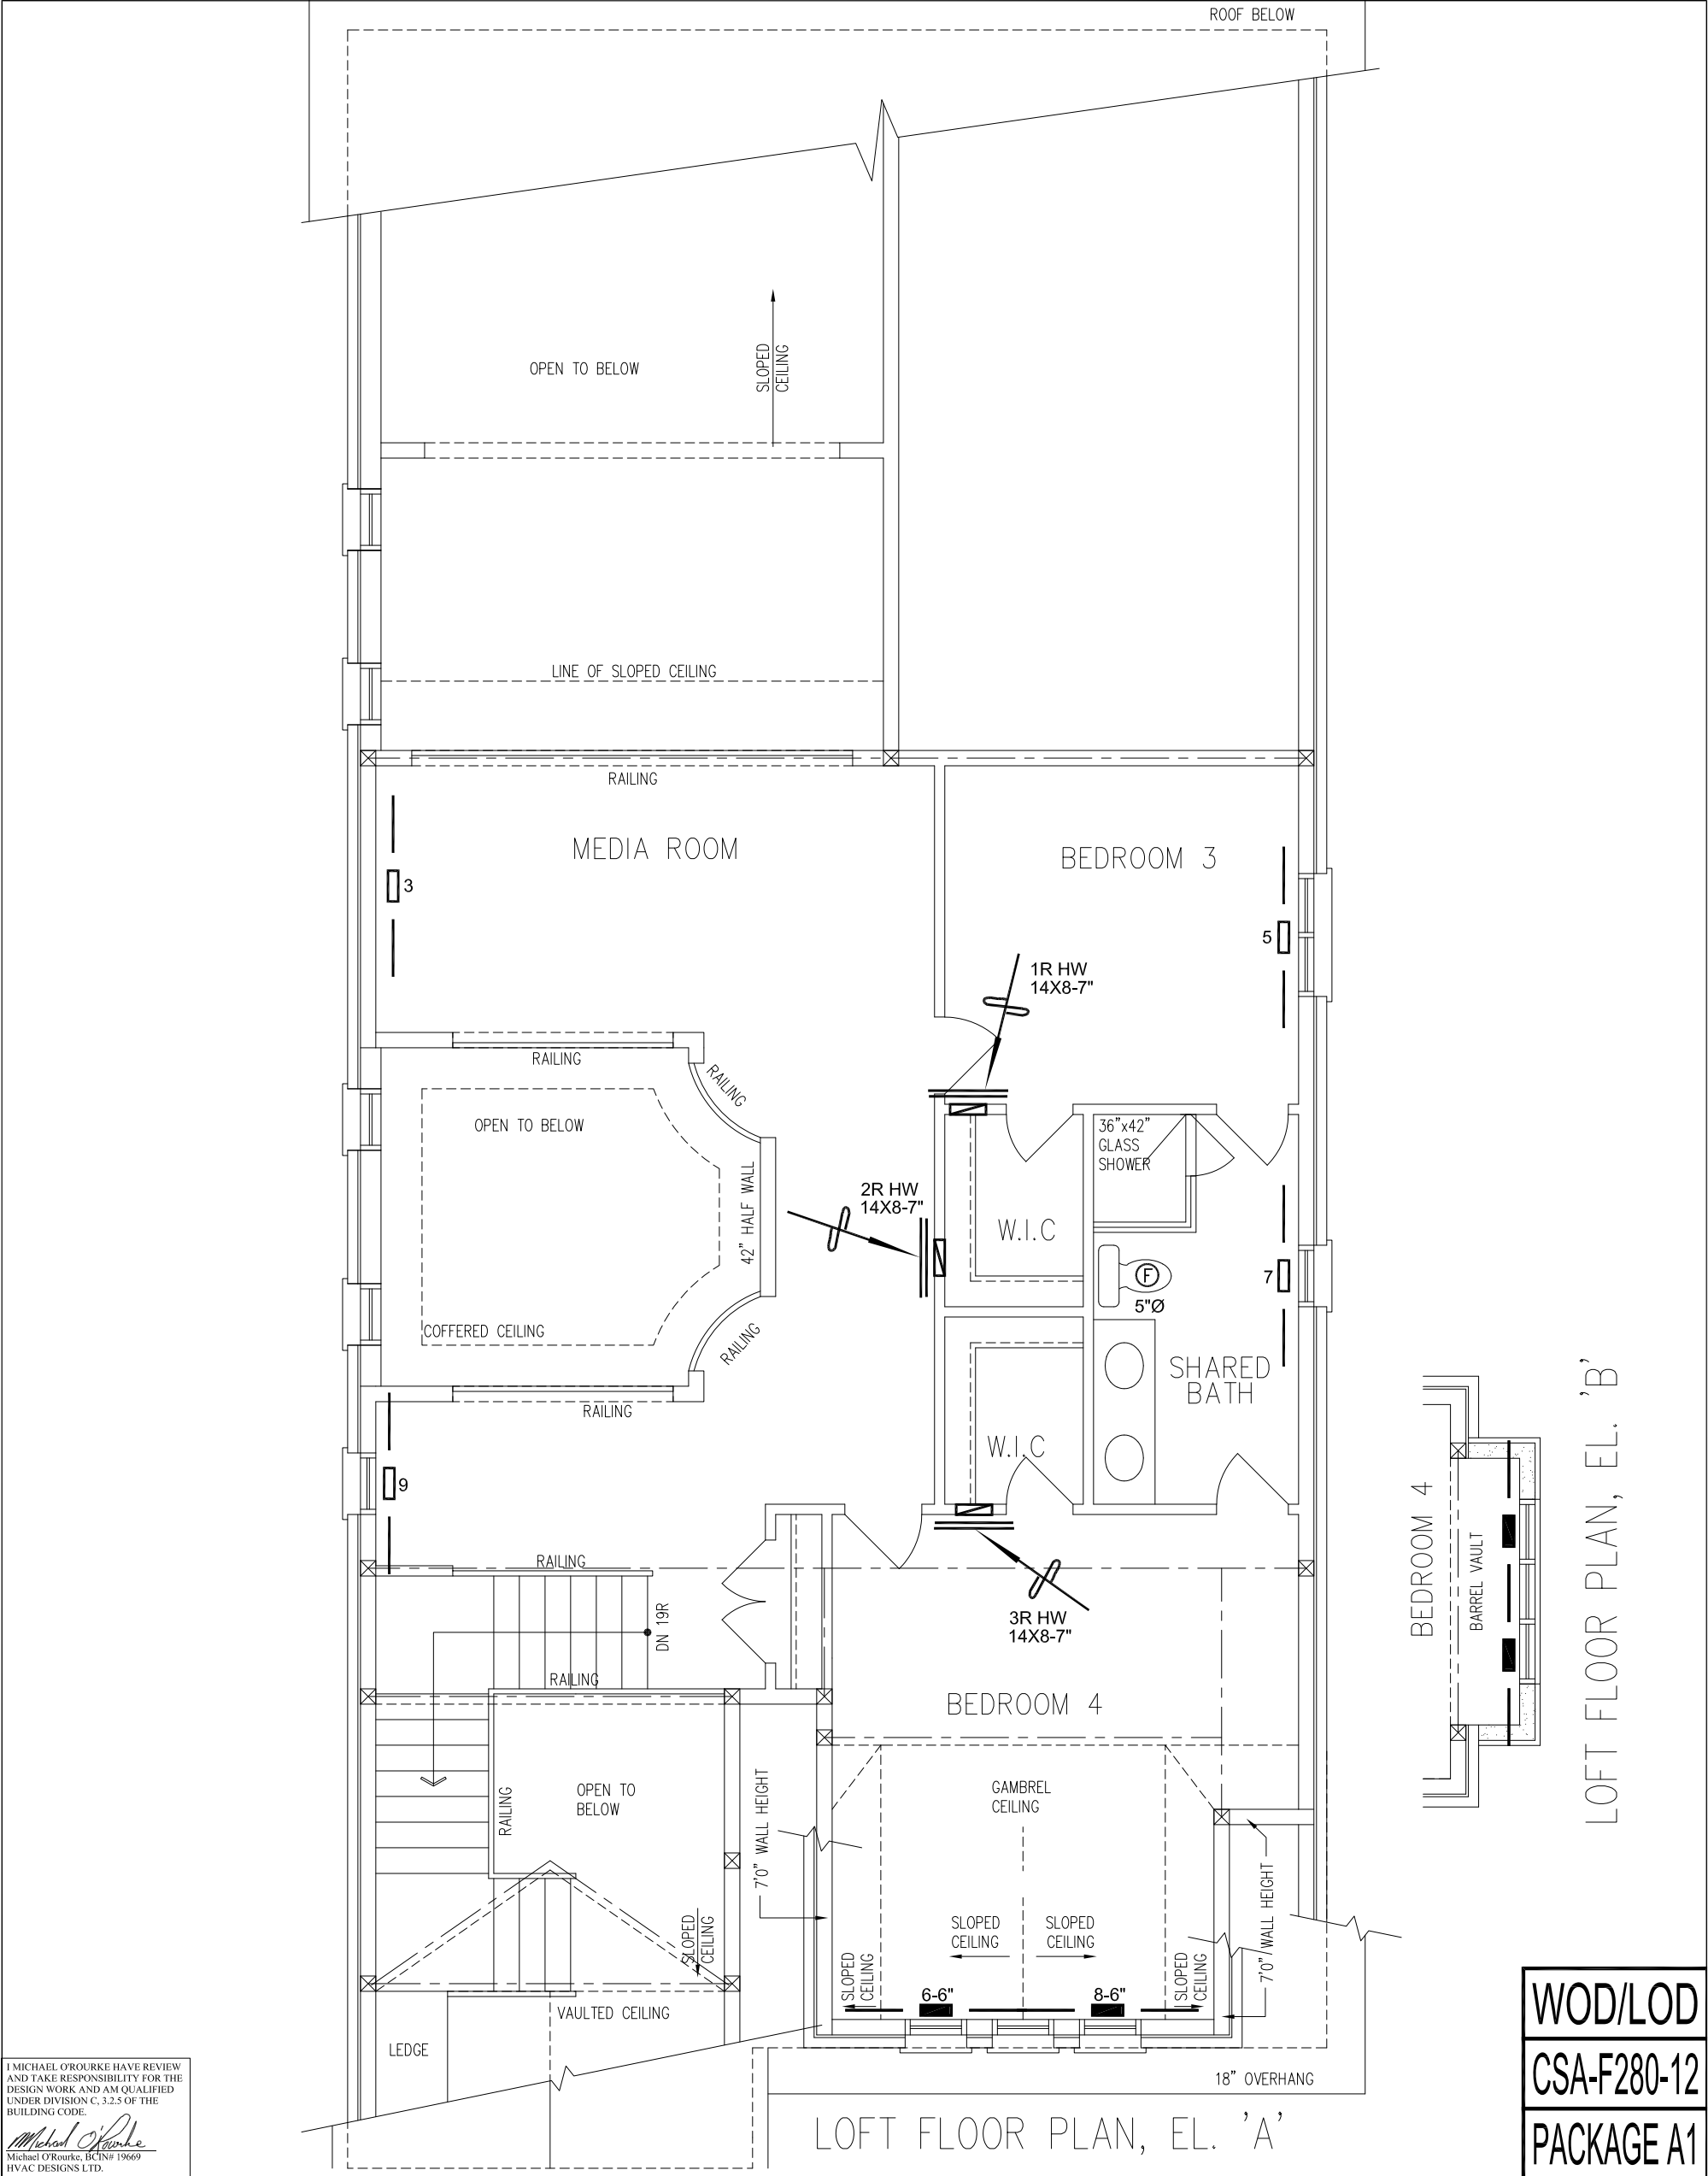 ROOF BELOW
OPEN TO BELOW
SLOPED
CEILING
LINE OF SLOPED CEILING
RAILING
MEDIA ROOM
BEDROOM 3
3
5
1R HW
14X8-7"
RAILING
RAILING
OPEN TO BELOW
36"x42"
GLASS
SHOWER
42" HALF WALL
2R HW
14X8-7"
W.I.C
F
5"Ø
7
COFFERED CEILING
RAILING
SHARED
BATH
RAILING
W.I.C
9
RAILING
DN 19R
3R HW
14X8-7"
RAILING
BEDROOM 4
BEDROOM 4
BARREL VAULT
LOFT FLOOR PLAN, EL. 'B'
RAILING
OPEN TO
BELOW
7'0" WALL HEIGHT
GAMBREL
CEILING
7'0" WALL HEIGHT
SLOPED
CEILING
SLOPED
CEILING
SLOPED
CEILING
SLOPED
CEILING
SLOPED
CEILING
6-6"
8-6"
VAULTED CEILING
LEDGE
18" OVERHANG
LOFT FLOOR PLAN, EL. 'A'
I MICHAEL O'ROURKE HAVE REVIEW
AND TAKE RESPONSIBILITY FOR THE
DESIGN WORK AND AM QUALIFIED
UNDER DIVISION C, 3.2.5 OF THE
BUILDING CODE.
Michael O'Rourke
Michael O'Rourke, BCIN# 19669
HVAC DESIGNS LTD.
WOD/LOD
CSA-F280-12
PACKAGE A1